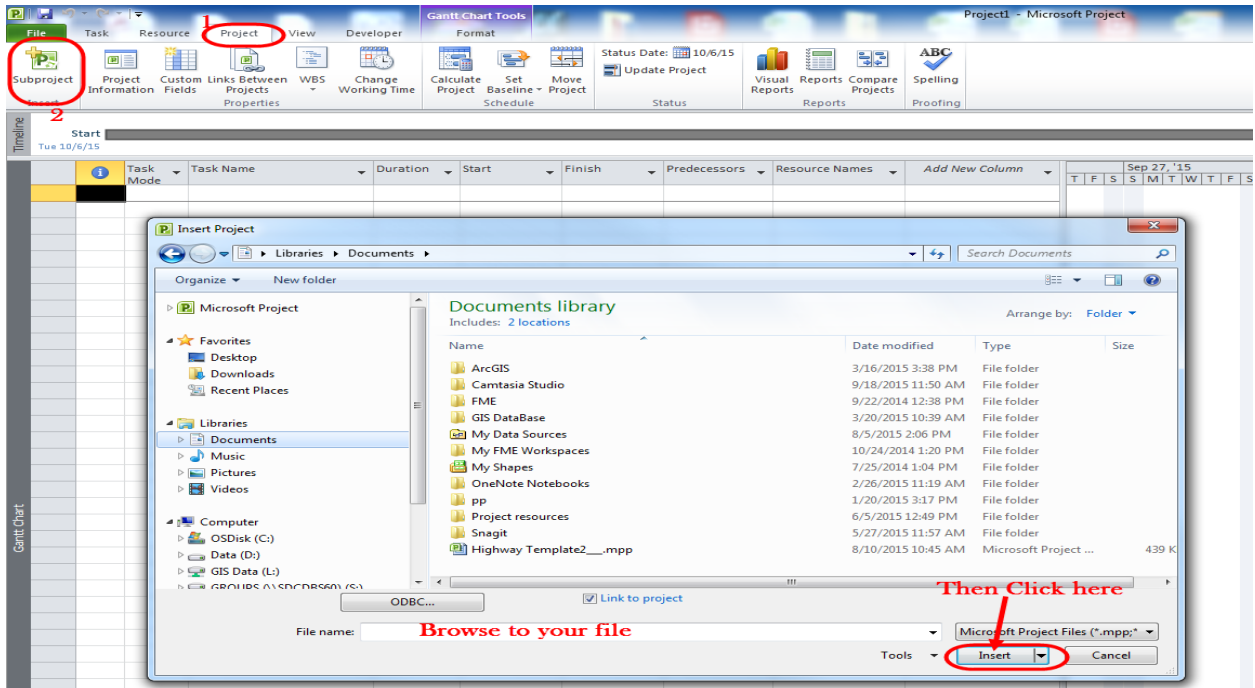 Gantt Chart Tools
Project1 - Microsoft Project
1
File Task Resource Project View Developer Format
Subproject
Insert
2
Project Information
Custom Fields
Links Between Projects
WBS
Change Working Time
Properties
Calculate Project
Set Baseline
Move Project
Schedule
Status Date: 10/6/15
Update Project
Status
Visual Reports
Reports
Compare Projects
Reports
ABC
Spelling
Proofing
Timeline
Start
Tue 10/6/15
Task Mode Task Name Duration Start Finish Predecessors Resource Names Add New Column
Sep 27, '15
T F S S M T W T F S
Gantt Chart
Insert Project
Libraries Documents
Search Documents
Organize New folder
Microsoft Project
Favorites
Desktop
Downloads
Recent Places
Libraries
Documents
Music
Pictures
Videos
Computer
OSDisk (C:)
Data (D:)
GIS Data (L:)
GROUPS (\\SDCDBS60) (S:)
Documents library
Includes: 2 locations
Arrange by: Folder
Name Date modified Type Size
ArcGIS 3/16/2015 3:38 PM File folder
Camtasia Studio 9/18/2015 11:50 AM File folder
FME 9/22/2014 12:38 PM File folder
GIS DataBase 3/20/2015 10:39 AM File folder
My Data Sources 8/5/2015 2:06 PM File folder
My FME Workspaces 10/24/2014 1:20 PM File folder
My Shapes 7/25/2014 1:04 PM File folder
OneNote Notebooks 2/26/2015 11:19 AM File folder
pp 1/20/2015 3:17 PM File folder
Project resources 6/5/2015 12:49 PM File folder
Snagit 5/27/2015 11:57 AM File folder
Highway Template2__.mpp 8/10/2015 10:45 AM Microsoft Project ... 439 K
Then Click here
ODBC...
Link to project
File name:
Browse to your file
Microsoft Project Files (*.mpp;*
Tools Insert Cancel